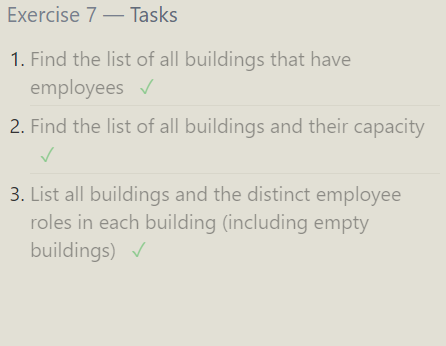 Exercise 7 — Tasks
1. Find the list of all buildings that have
employees ✓
2. Find the list of all buildings and their capacity
✓
3. List all buildings and the distinct employee
roles in each building (including empty
buildings) ✓